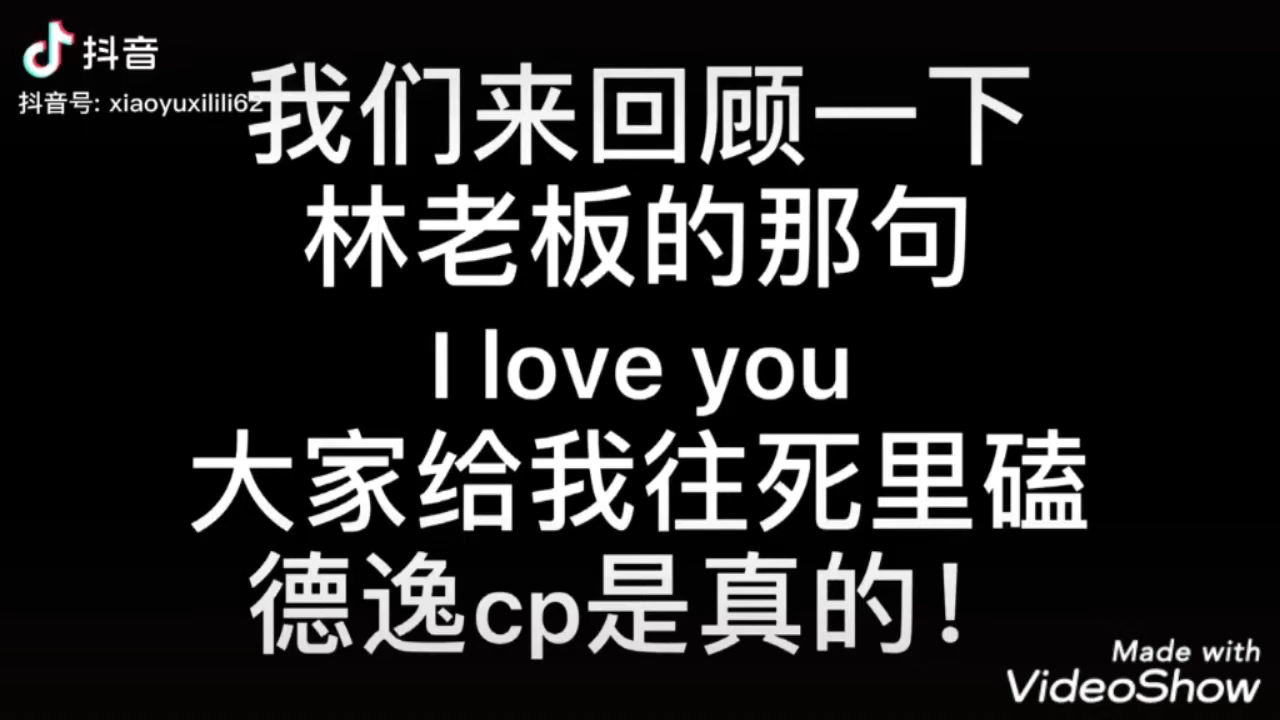 抖音
抖音号: xiaoyuxilili62
我们来回顾一下
林老板的那句
I love you
大家给我往死里磕
德逸cp是真的!
Made with
VideoShow